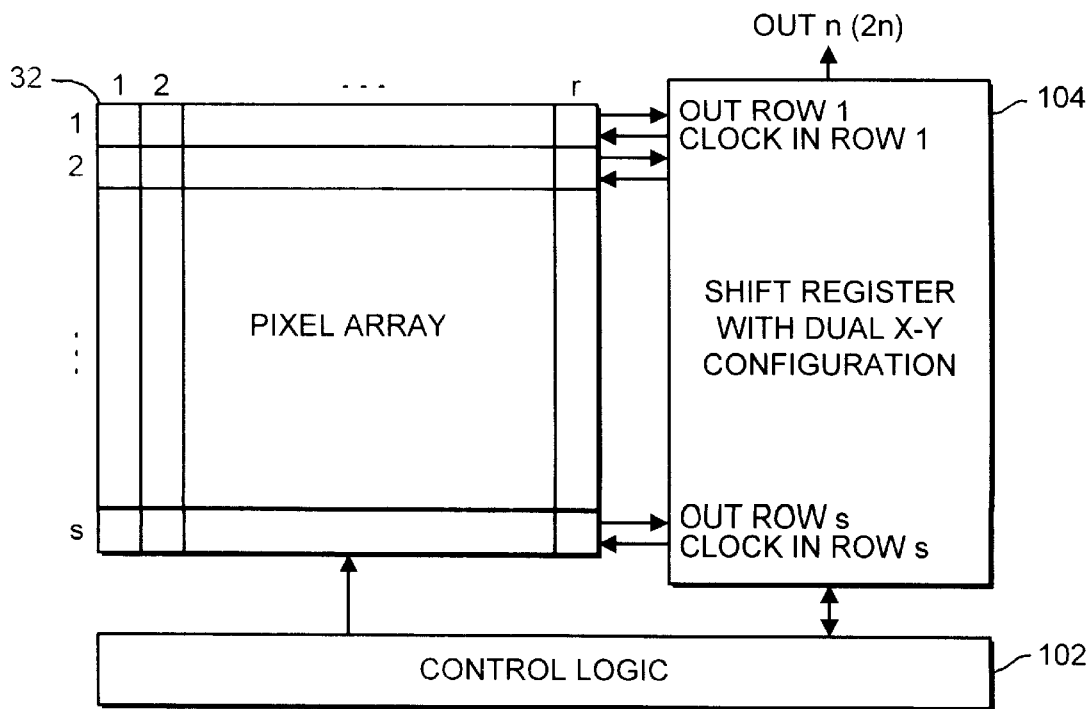 OUT n (2n)
32
1 2 - - - r
104
1
OUT ROW 1
CLOCK IN ROW 1
2
PIXEL ARRAY
SHIFT REGISTER
WITH DUAL X-Y
CONFIGURATION
s
OUT ROW s
CLOCK IN ROW s
CONTROL LOGIC
102